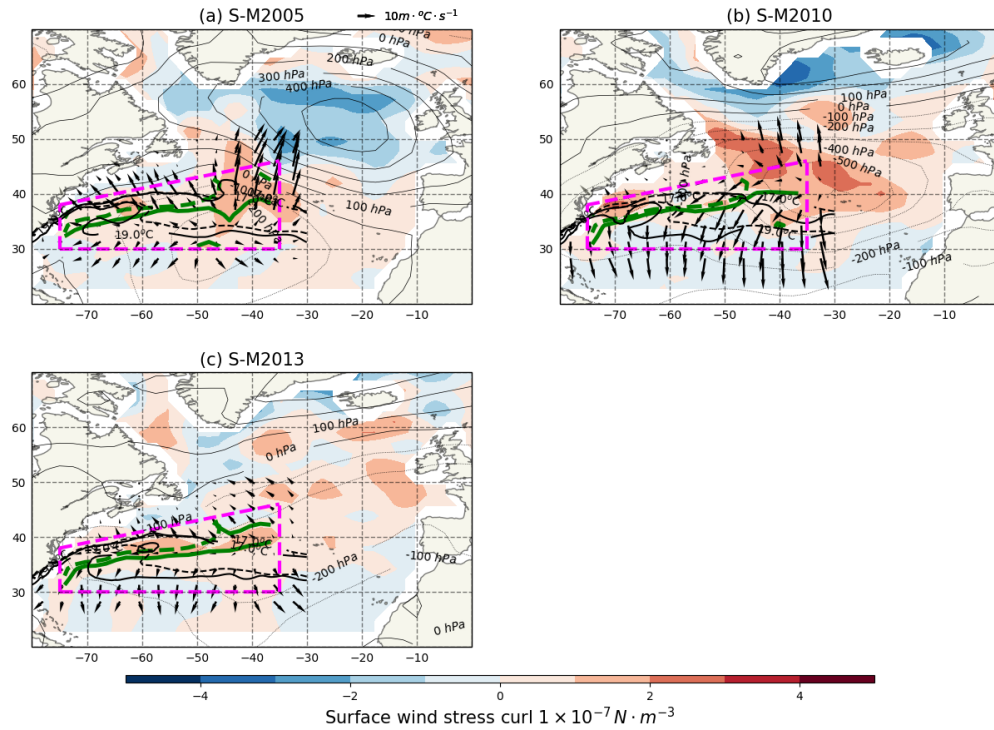 (a) S-M2005
10m · °C · s⁻¹
(b) S-M2010
0 hPa
200 hPa
300 hPa
400 hPa
0 hPa
100 hPa
19.0°C
60
50
40
30
−70 −60 −50 −40 −30 −20 −10
100 hPa
0 hPa
-100 hPa
-200 hPa
-400 hPa
-500 hPa
17.0°C
19.0°C
-200 hPa
-100 hPa
60
50
40
30
−70 −60 −50 −40 −30 −20 −10 0
(c) S-M2013
100 hPa
0 hPa
100 hPa
-100 hPa
-200 hPa
0 hPa
60
50
40
30
−70 −60 −50 −40 −30 −20 −10
−4 −2 0 2 4
Surface wind stress curl 1 × 10⁻⁷ N · m⁻³